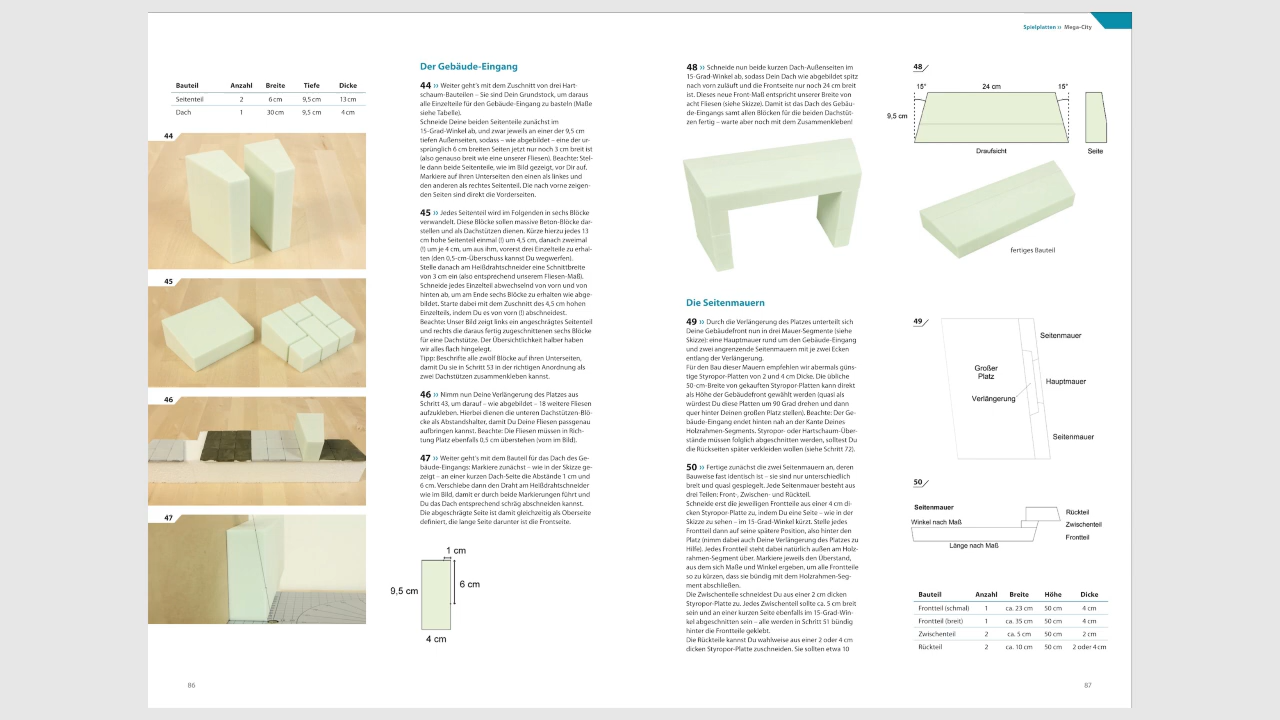 Spielplatten ›› Mega-City
Bauteil Anzahl Breite Tiefe Dicke
Seitenteil 2 6 cm 9,5 cm 13 cm
Dach 1 30 cm 9,5 cm 4 cm
44
45
46
47
Der Gebäude-Eingang
44 ›› Weiter geht's mit dem Zuschnitt von drei Hart-
schaum-Bauteilen – Sie sind Dein Grundstock, um daraus
alle Einzelteile für den Gebäude-Eingang zu basteln (Maße
siehe Tabelle).
Schneide Deine beiden Seitenteile zunächst im
15-Grad-Winkel ab, und zwar jeweils an einer der 9,5 cm
tiefen Außenseiten, sodass – wie abgebildet – eine der ur-
sprünglich 6 cm breiten Seiten jetzt nur noch 3 cm breit ist
(also genauso breit wie eine unserer Fliesen). Beachte: Stel-
le dann beide Seitenteile, wie im Bild gezeigt, vor Dir auf.
Markiere auf ihren Unterseiten den einen als linkes und
den anderen als rechtes Seitenteil. Die nach vorne zeigen-
den Seiten sind direkt die Vorderseiten.
45 ›› Jedes Seitenteil wird im Folgenden in sechs Blöcke
verwandelt. Diese Blöcke sollen massive Beton-Blöcke dar-
stellen und als Dachstützen dienen. Kürze hierzu jedes 13
cm hohe Seitenteil einmal (!) um 4,5 cm, danach zweimal
(!) um je 4 cm, um aus ihm, vorerst drei Einzelteile zu erhal-
ten (den 0,5-cm-Überschuss kannst Du wegwerfen).
Stelle danach am Heißdrahtschneider eine Schnittbreite
von 3 cm ein (also entsprechend unserem Fliesen-Maß).
Schneide jedes Einzelteil abwechselnd von vorn und von
hinten ab, um am Ende sechs Blöcke zu erhalten wie abge-
bildet. Starte dabei mit dem Zuschnitt des 4,5 cm hohen
Einzelteils, indem Du es von vorn (!) abschneidest.
Beachte: Unser Bild zeigt links ein angeschrägtes Seitenteil
und rechts die daraus fertig zugeschnittenen sechs Blöcke
für eine Dachstütze. Der Übersichtlichkeit halber haben
wir alles flach hingelegt.
Tipp: Beschrifte alle zwölf Blöcke auf ihren Unterseiten,
damit Du sie in Schritt 53 in der richtigen Anordnung als
zwei Dachstützen zusammenkleben kannst.
46 ›› Nimm nun Deine Verlängerung des Platzes aus
Schritt 43, um darauf – wie abgebildet – 18 weitere Fliesen
aufzukleben. Hierbei dienen die unteren Dachstützen-Blö-
cke als Abstandshalter, damit Du Deine Fliesen passgenau
aufbringen kannst. Beachte: Die Fliesen müssen in Rich-
tung Platz ebenfalls 0,5 cm überstehen (vorn im Bild).
47 ›› Weiter geht's mit dem Bauteil für das Dach des Ge-
bäude-Eingangs: Markiere zunächst – wie in der Skizze ge-
zeigt – an einer kurzen Dach-Seite die Abstände 1 cm und
6 cm. Verschiebe dann den Draht am Heißdrahtschneider
wie im Bild, damit er durch beide Markierungen führt und
Du das Dach entsprechend schräg abschneiden kannst.
Die abgeschrägte Seite ist damit gleichzeitig als Oberseite
definiert, die lange Seite darunter ist die Frontseite.
1 cm
9,5 cm
6 cm
4 cm
86
48 ›› Schneide nun beide kurzen Dach-Außenseiten im
15-Grad-Winkel ab, sodass Dein Dach wie abgebildet spitz
nach vorn zuläuft und die Frontseite nur noch 24 cm breit
ist. Dieses neue Front-Maß entspricht unserer Breite von
acht Fliesen (siehe Skizze). Damit ist das Dach des Gebäu-
de-Eingangs samt allen Blöcken für die beiden Dachstüt-
zen fertig – warte aber noch mit dem Zusammenkleben!
48
15° 24 cm 15°
9,5 cm
Draufsicht
Seite
fertiges Bauteil
Die Seitenmauern
49 ›› Durch die Verlängerung des Platzes unterteilt sich
Deine Gebäudefront nun in drei Mauer-Segmente (siehe
Skizze): eine Hauptmauer rund um den Gebäude-Eingang
und zwei angrenzende Seitenmauern mit je zwei Ecken
entlang der Verlängerung.
Für den Bau dieser Mauern empfehlen wir abermals güns-
tige Styropor-Platten von 2 und 4 cm Dicke. Die übliche
50-cm-Breite von gekauften Styropor-Platten kann direkt
als Höhe der Gebäudefront gewählt werden (quasi als
würdest Du diese Platten um 90 Grad drehen und dann
quer hinter Deinen großen Platz stellen). Beachte: Der Ge-
bäude-Eingang endet hinten nah an der Kante Deines
Holzrahmen-Segments. Styropor- oder Hartschaum-Über-
stände müssen folglich abgeschnitten werden, solltest Du
die Rückseiten später verkleiden wollen (siehe Schritt 72).
50 ›› Fertige zunächst die zwei Seitenmauern an, deren
Bauweise fast identisch ist – sie sind nur unterschiedlich
breit und quasi gespiegelt. Jede Seitenmauer besteht aus
drei Teilen: Front-, Zwischen- und Rückteil.
Schneide erst die jeweiligen Frontteile aus einer 4 cm di-
cken Styropor-Platte zu, indem Du eine Seite – wie in der
Skizze zu sehen – im 15-Grad-Winkel kürzt. Stelle jedes
Frontteil dann auf seine spätere Position, also hinter den
Platz (nimm dabei auch Deine Verlängerung des Platzes zu
Hilfe). Jedes Frontteil steht dabei natürlich außen am Holz-
rahmen-Segment über. Markiere jeweils den Überstand,
aus dem sich Maße und Winkel ergeben, um alle Frontteile
so zu kürzen, dass sie bündig mit dem Holzrahmen-Seg-
ment abschließen.
Die Zwischenteile schneidest Du aus einer 2 cm dicken
Styropor-Platte zu. Jedes Zwischenteil sollte ca. 5 cm breit
sein und an einer kurzen Seite ebenfalls im 15-Grad-Win-
kel abgeschnitten sein – alle werden in Schritt 51 bündig
hinter die Frontteile geklebt.
Die Rückteile kannst Du wahlweise aus einer 2 oder 4 cm
dicken Styropor-Platte zuschneiden. Sie sollten etwa 10
49
Seitenmauer
Großer
Platz
Hauptmauer
Verlängerung
Seitenmauer
50
Seitenmauer
Rückteil
Winkel nach Maß
Zwischenteil
Frontteil
Länge nach Maß
Bauteil Anzahl Breite Höhe Dicke
Frontteil (schmal) 1 ca. 23 cm 50 cm 4 cm
Frontteil (breit) 1 ca. 35 cm 50 cm 4 cm
Zwischenteil 2 ca. 5 cm 50 cm 2 cm
Rückteil 2 ca. 10 cm 50 cm 2 oder 4 cm
87